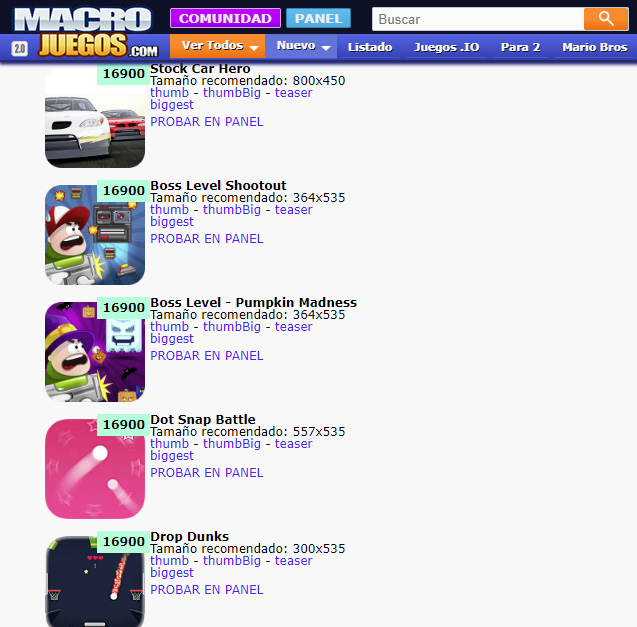 MACRO JUEGOS.COM
2.0
COMUNIDAD
PANEL
Buscar
Ver Todos
Nuevo
Listado
Juegos .IO
Para 2
Mario Bros
16900
Stock Car Hero
Tamaño recomendado: 800x450
thumb - thumbBig - teaser
biggest
PROBAR EN PANEL
16900
Boss Level Shootout
Tamaño recomendado: 364x535
thumb - thumbBig - teaser
biggest
PROBAR EN PANEL
16900
Boss Level - Pumpkin Madness
Tamaño recomendado: 364x535
thumb - thumbBig - teaser
biggest
PROBAR EN PANEL
16900
Dot Snap Battle
Tamaño recomendado: 557x535
thumb - thumbBig - teaser
biggest
PROBAR EN PANEL
16900
Drop Dunks
Tamaño recomendado: 300x535
thumb - thumbBig - teaser
biggest
PROBAR EN PANEL